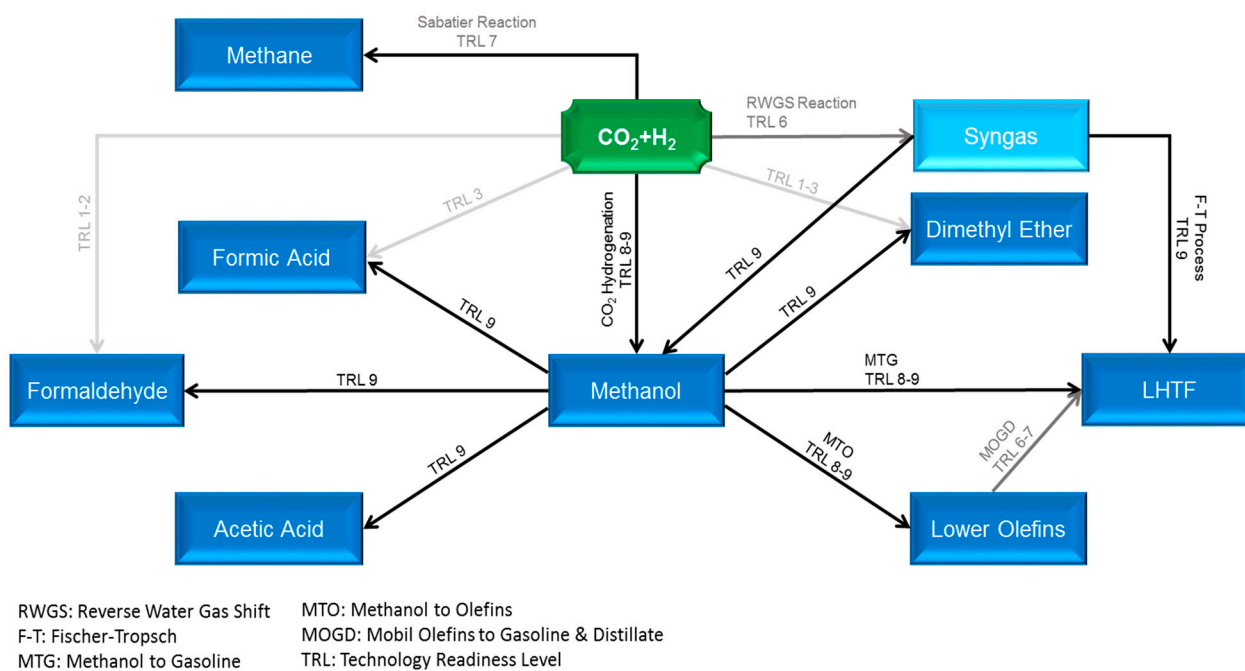 Sabatier Reaction
TRL 7
Methane
CO₂+H₂
RWGS Reaction
TRL 6
Syngas
TRL 1-2
TRL 3
TRL 1-3
Formic Acid
CO₂ Hydrogenation
TRL 8-9
TRL 9
Dimethyl Ether
F-T Process
TRL 9
TRL 9
TRL 9
Formaldehyde
TRL 9
Methanol
MTG
TRL 8-9
LHTF
TRL 9
MTO
TRL 8-9
MOGD
TRL 6-7
Acetic Acid
Lower Olefins
RWGS: Reverse Water Gas Shift
F-T: Fischer-Tropsch
MTG: Methanol to Gasoline
MTO: Methanol to Olefins
MOGD: Mobil Olefins to Gasoline & Distillate
TRL: Technology Readiness Level